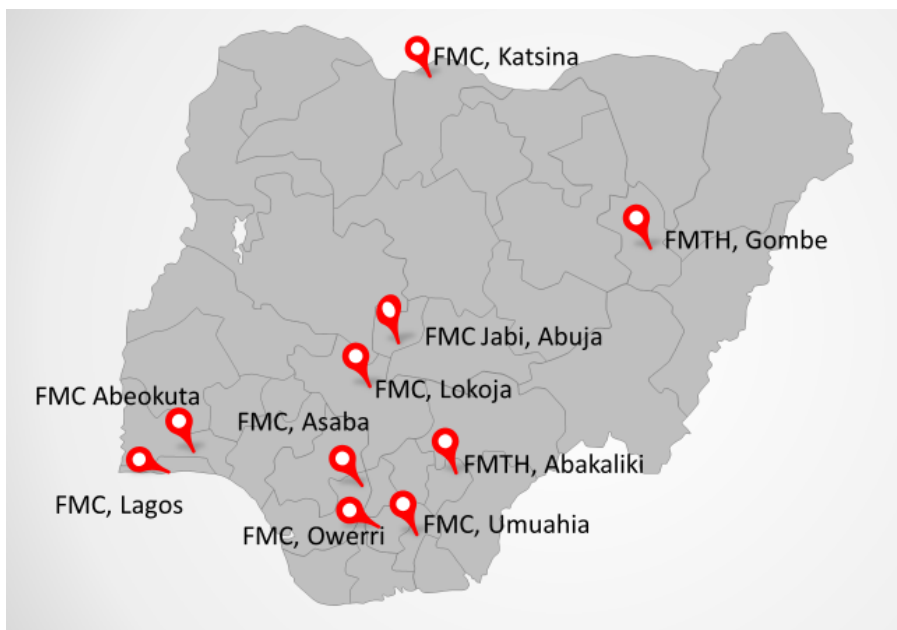 FMC, Katsina
FMTH, Gombe
FMC Jabi, Abuja
FMC, Lokoja
FMC Abeokuta
FMC, Asaba
FMTH, Abakaliki
FMC, Lagos
FMC, Umuahia
FMC, Owerri